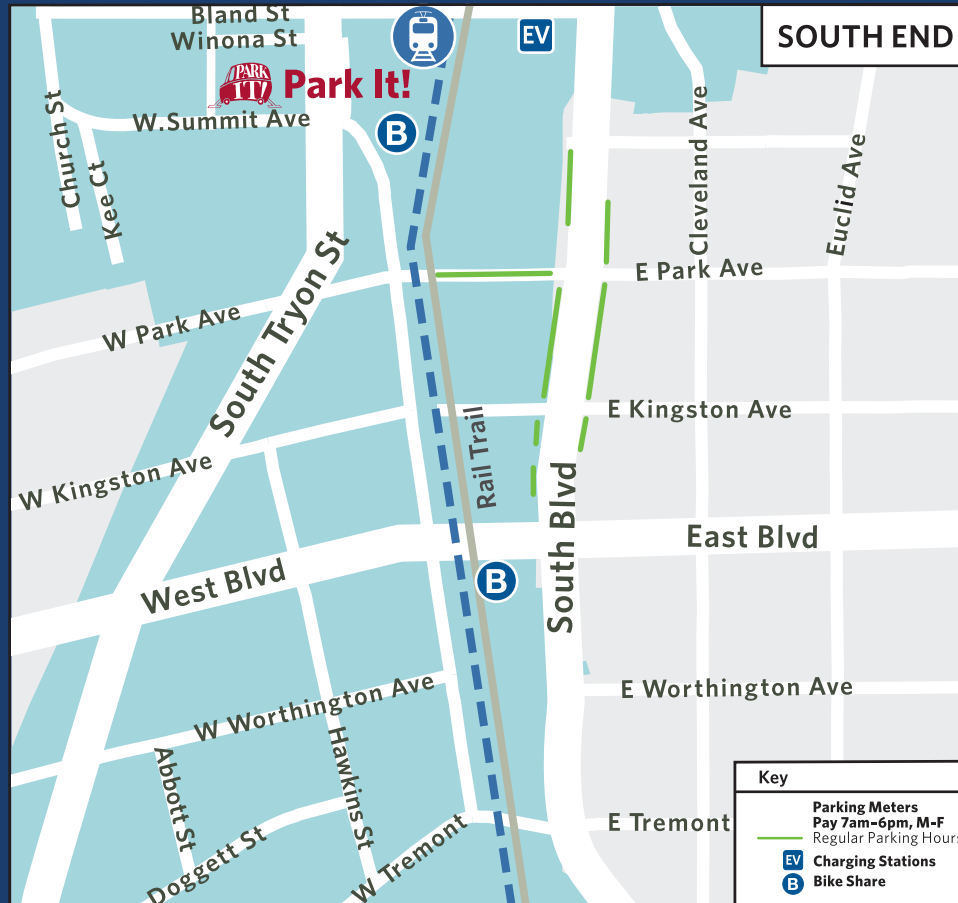 Bland St
Winona St
EV
SOUTH END
PARK
IT!
Park It!
W.Summit Ave
B
Church St
Kee Ct
Cleveland Ave
Euclid Ave
E Park Ave
W Park Ave
South Tryon St
E Kingston Ave
W Kingston Ave
Rail Trail
South Blvd
East Blvd
West Blvd
B
E Worthington Ave
W Worthington Ave
Abbott St
Hawkins St
Doggett St
W Tremont
E Tremont
Key
Parking Meters
Pay 7am–6pm, M-F
Regular Parking Hours
EV Charging Stations
B Bike Share